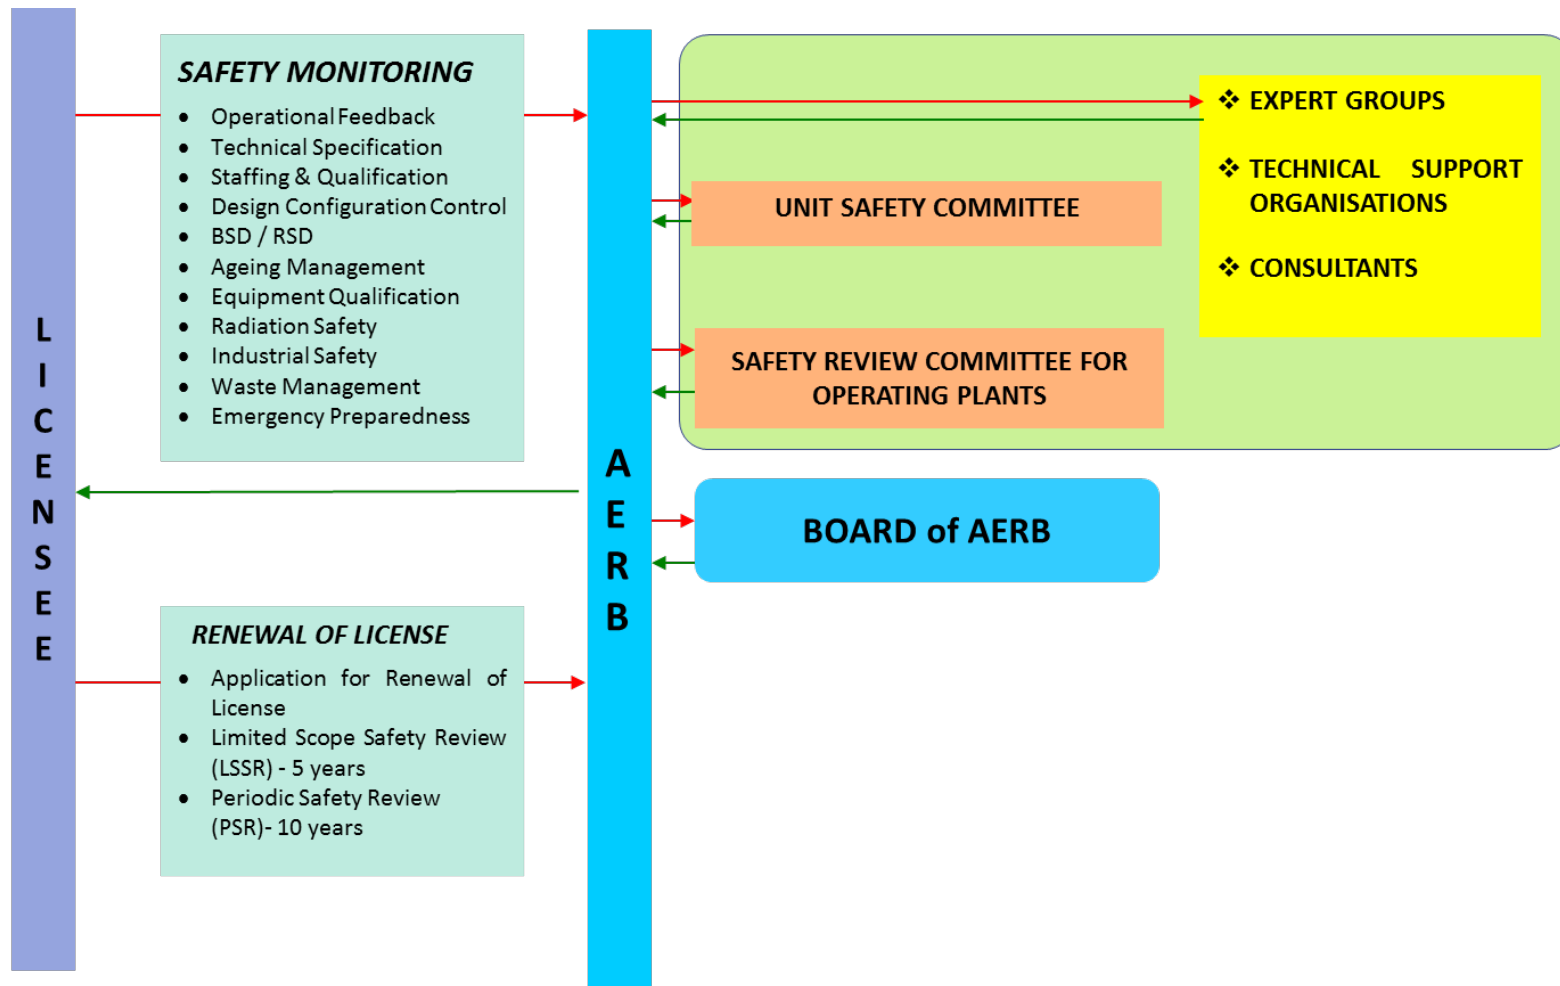 LICENSEE
SAFETY MONITORING
• Operational Feedback
• Technical Specification
• Staffing & Qualification
• Design Configuration Control
• BSD / RSD
• Ageing Management
• Equipment Qualification
• Radiation Safety
• Industrial Safety
• Waste Management
• Emergency Preparedness
RENEWAL OF LICENSE
• Application for Renewal of
License
• Limited Scope Safety Review
(LSSR) - 5 years
• Periodic Safety Review
(PSR)- 10 years
AERB
❖ EXPERT GROUPS
❖ TECHNICAL SUPPORT
ORGANISATIONS
❖ CONSULTANTS
UNIT SAFETY COMMITTEE
SAFETY REVIEW COMMITTEE FOR
OPERATING PLANTS
BOARD of AERB